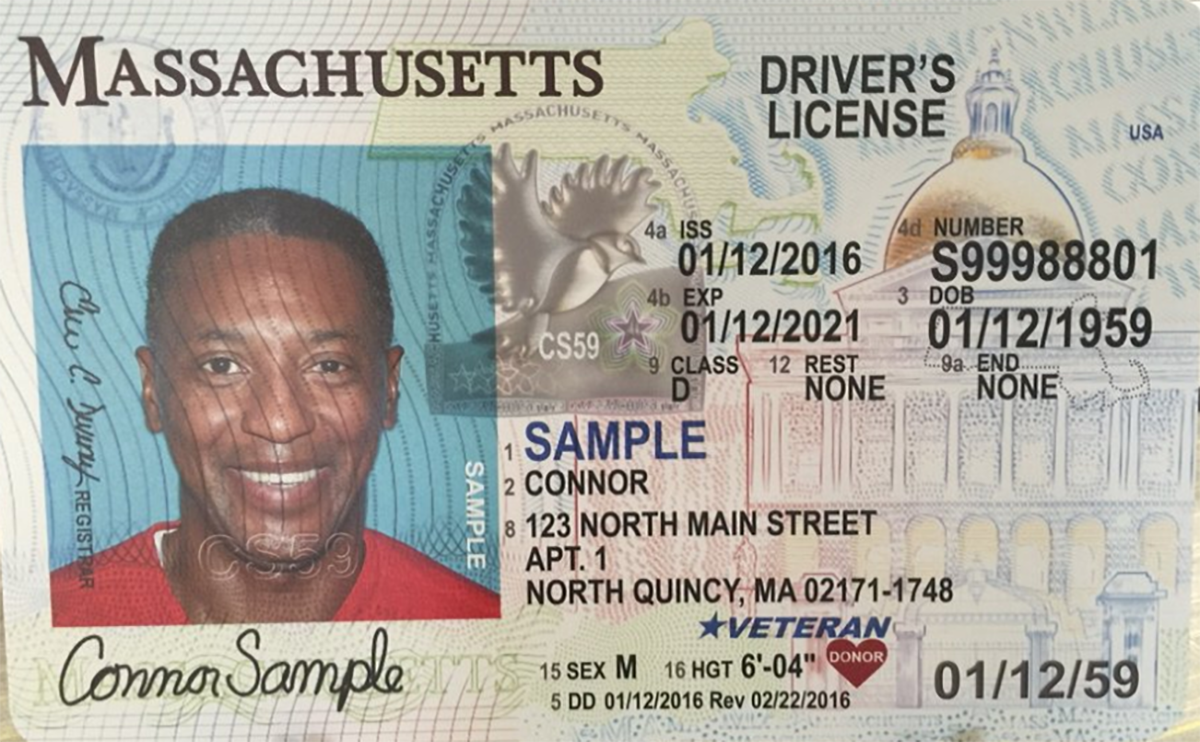 MASSACHUSETTS
DRIVER'S
LICENSE
USA
MASSACHUSETTS MASSACHUSETTS MASSACHUSETTS
4a ISS
01/12/2016
4d NUMBER
S99988801
4b EXP
01/12/2021
3 DOB
01/12/1959
CS59
9 CLASS
D
12 REST
NONE
9a END
NONE
1 SAMPLE
2 CONNOR
8 123 NORTH MAIN STREET
APT. 1
NORTH QUINCY, MA 02171-1748
REGISTRAR
SAMPLE
CS59
★VETERAN
DONOR
15 SEX M 16 HGT 6'-04"
5 DD 01/12/2016 Rev 02/22/2016
01/12/59
Connor Sample